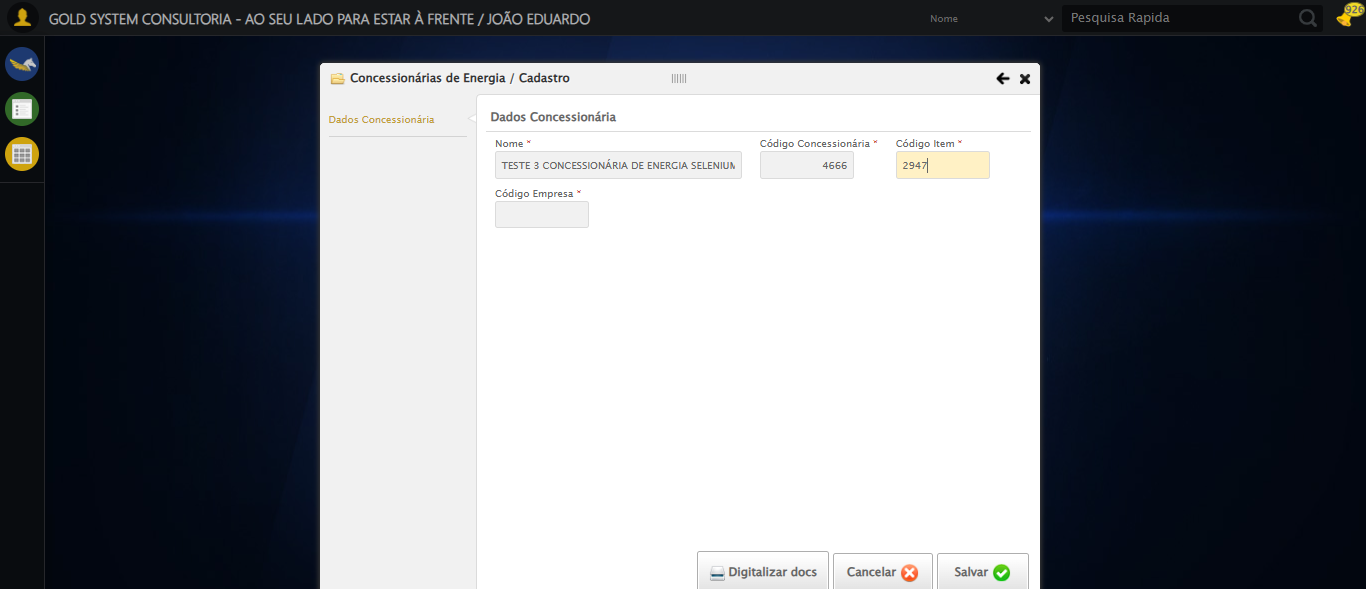 GOLD SYSTEM CONSULTORIA - AO SEU LADO PARA ESTAR À FRENTE / JOÃO EDUARDO
Nome
Pesquisa Rapida
926
Concessionárias de Energia / Cadastro
Dados Concessionária
Dados Concessionária
Nome *
Código Concessionária *
Código Item *
TESTE 3 CONCESSIONÁRIA DE ENERGIA SELENIUM
4666
2947
Código Empresa *
Digitalizar docs
Cancelar
Salvar